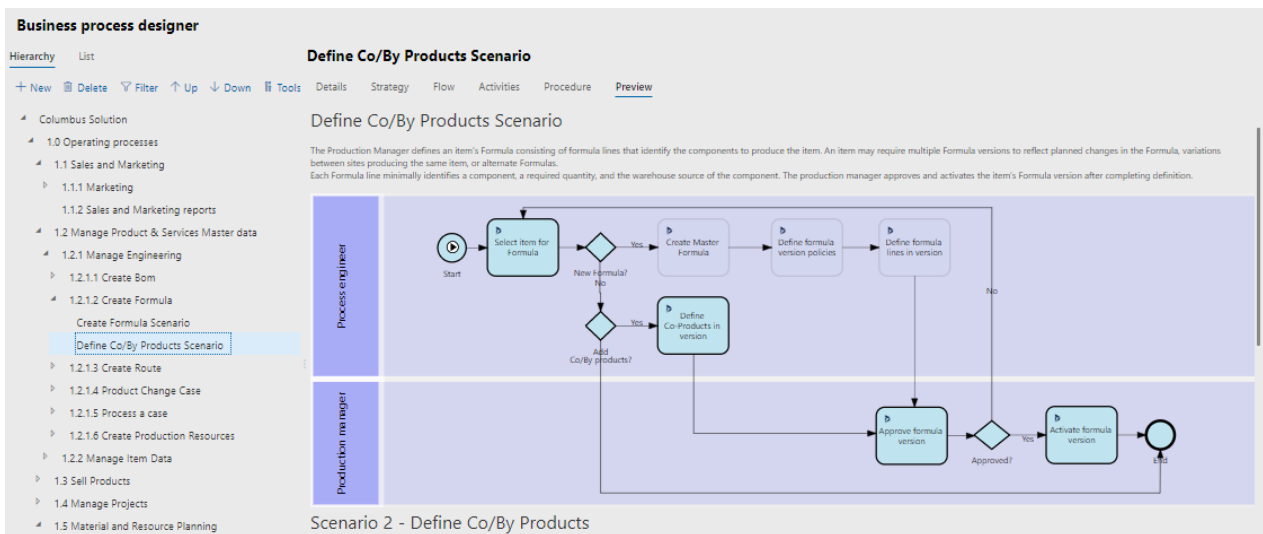 Business process designer
Hierarchy List
New Delete Filter Up Down Tools
Columbus Solution
1.0 Operating processes
1.1 Sales and Marketing
1.1.1 Marketing
1.1.2 Sales and Marketing reports
1.2 Manage Product & Services Master data
1.2.1 Manage Engineering
1.2.1.1 Create Bom
1.2.1.2 Create Formula
Create Formula Scenario
Define Co/By Products Scenario
1.2.1.3 Create Route
1.2.1.4 Product Change Case
1.2.1.5 Process a case
1.2.1.6 Create Production Resources
1.2.2 Manage Item Data
1.3 Sell Products
1.4 Manage Projects
1.5 Material and Resource Planning
Define Co/By Products Scenario
Details Strategy Flow Activities Procedure Preview
Define Co/By Products Scenario
The Production Manager defines an item's Formula consisting of formula lines that identify the components to produce the item. An item may require multiple Formula versions to reflect planned changes in the Formula, variations
between sites producing the same item, or alternate Formulas.
Each Formula line minimally identifies a component, a required quantity, and the warehouse source of the component. The production manager approves and activates the item's Formula version after completing definition.
Process engineer
Start
Select item for
Formula
New Formula?
Yes
No
Create Master
Formula
Define formula
version policies
Define formula
lines in version
No
Add
Co/By products?
Yes
Define
Co-Products in
version
Production manager
Approve formula
version
Approved?
Yes
Activate formula
version
End
Scenario 2 - Define Co/By Products